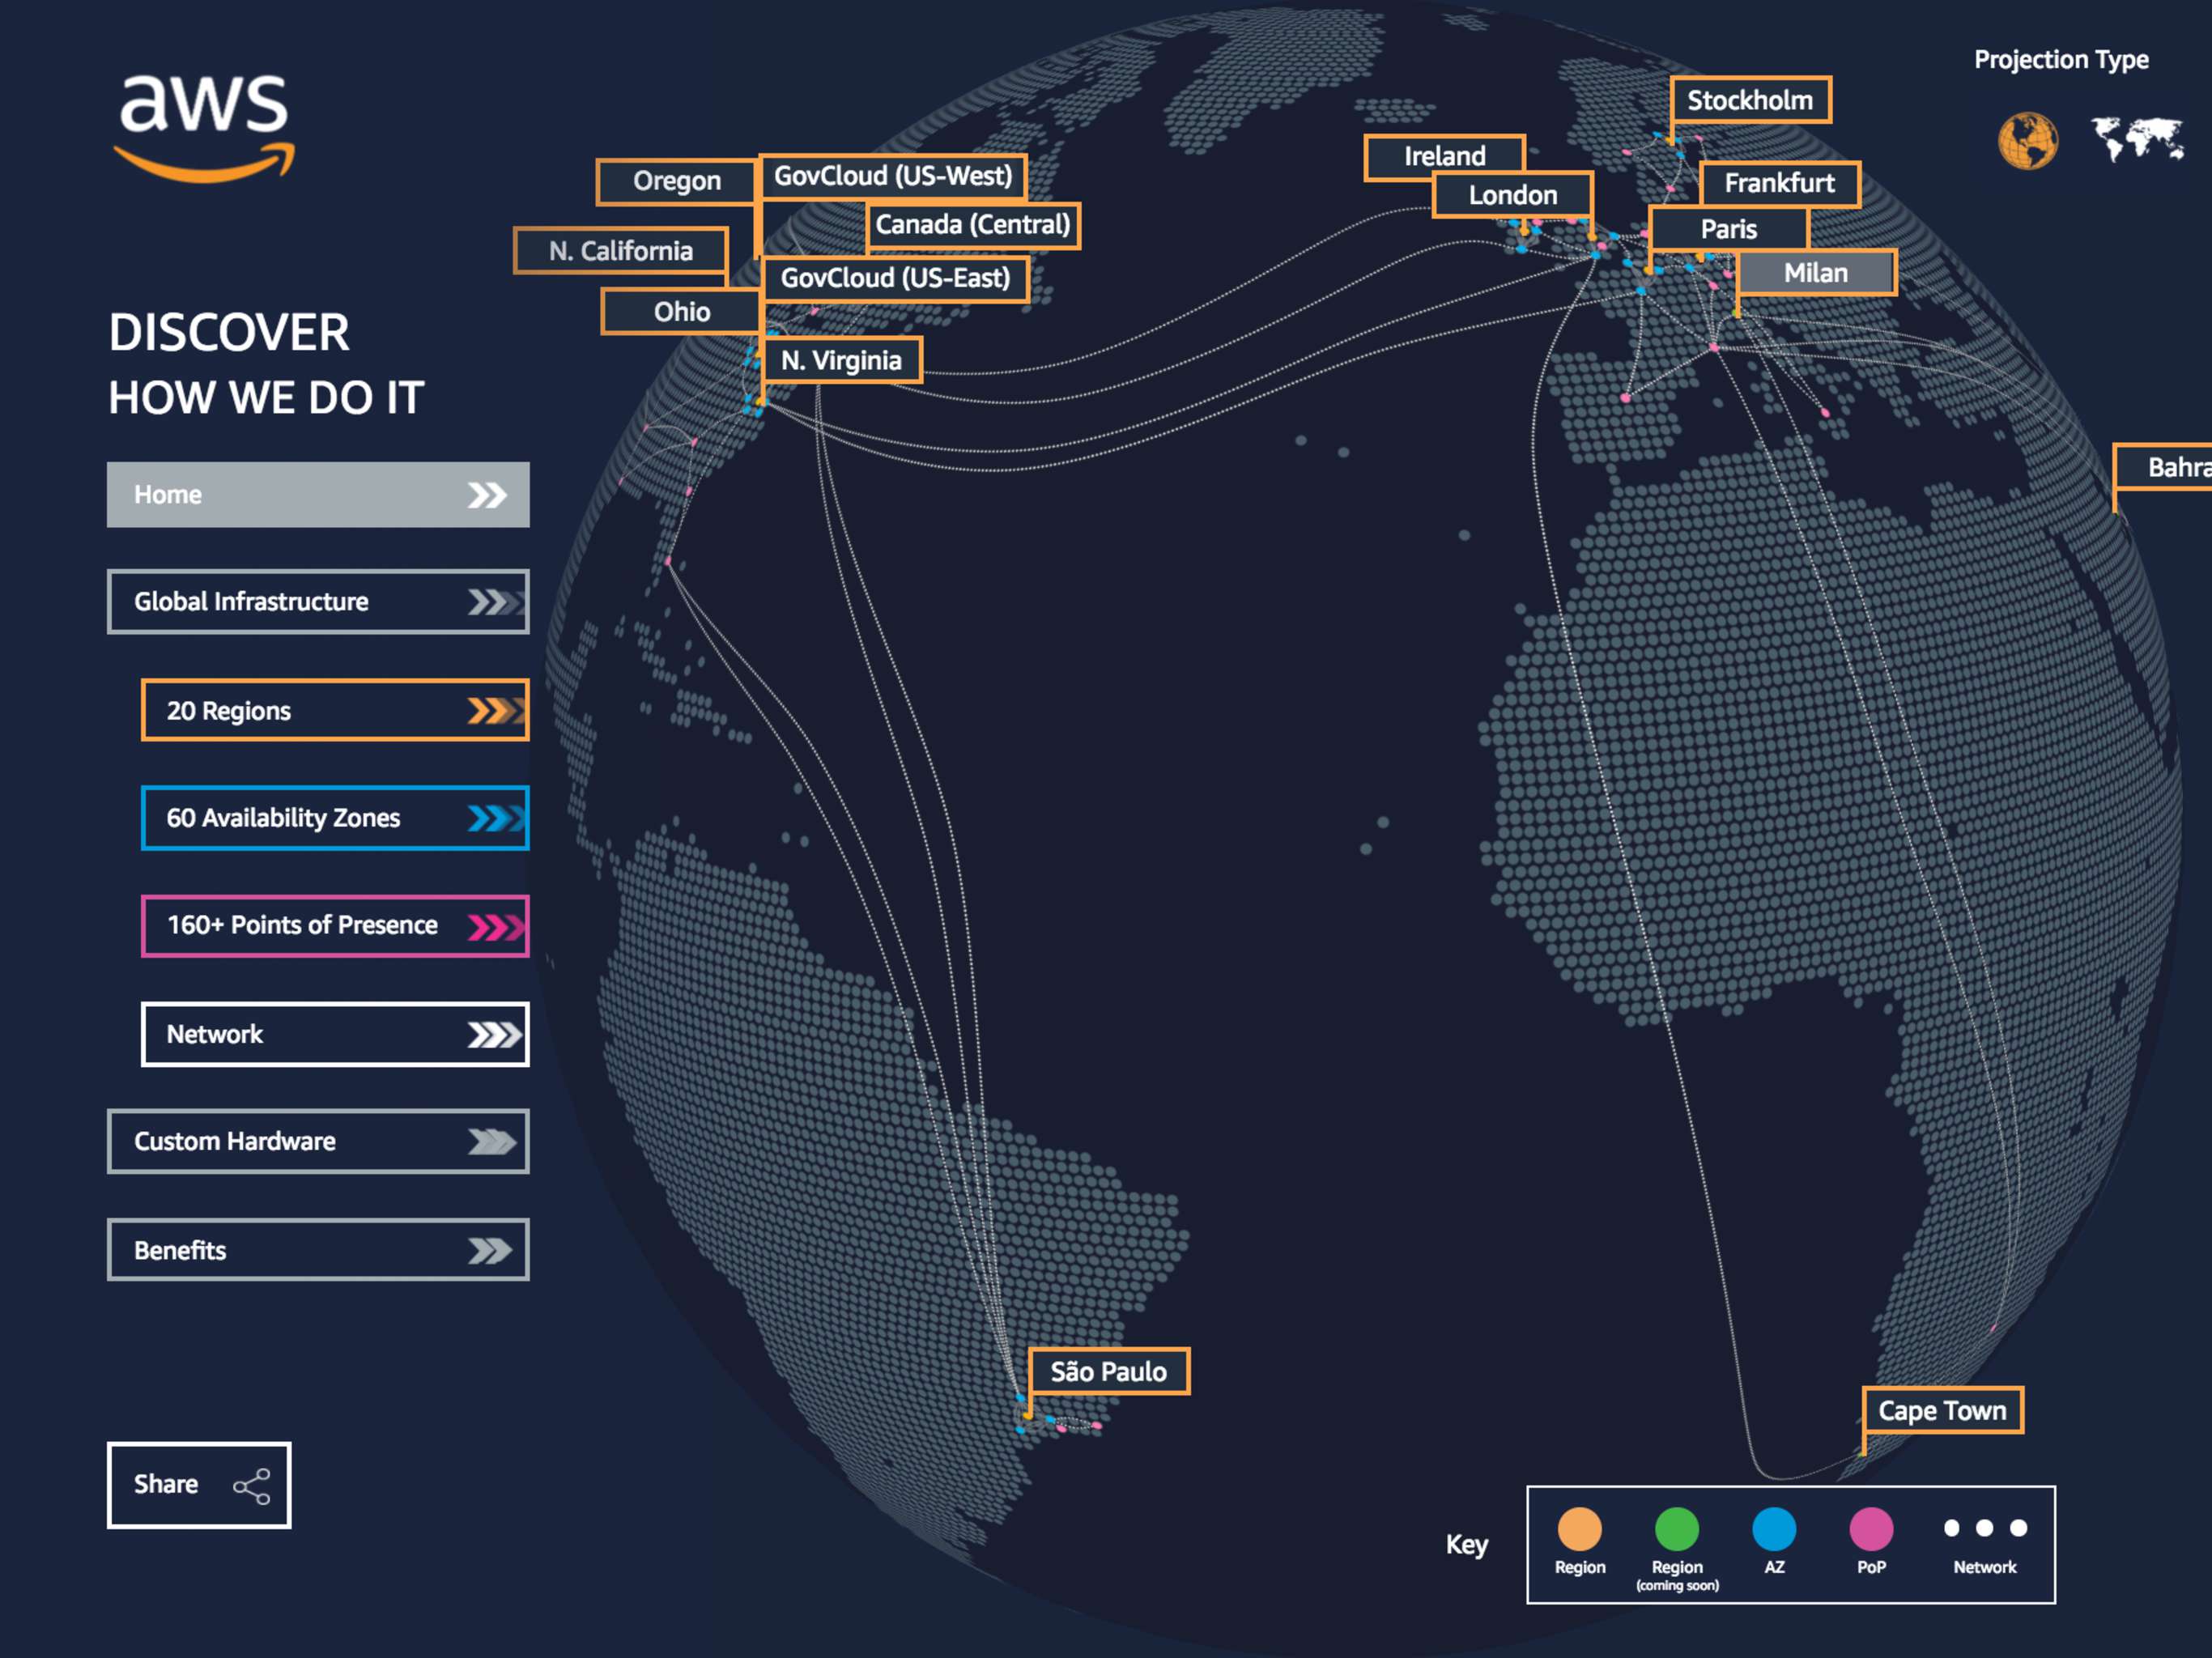 aws
DISCOVER
HOW WE DO IT
Home
Global Infrastructure
20 Regions
60 Availability Zones
160+ Points of Presence
Network
Custom Hardware
Benefits
Share
Projection Type
Stockholm
Ireland
London
Frankfurt
Paris
Milan
Oregon
GovCloud (US-West)
Canada (Central)
N. California
GovCloud (US-East)
Ohio
N. Virginia
Bahra
São Paulo
Cape Town
Key
Region
Region
(coming soon)
AZ
PoP
Network